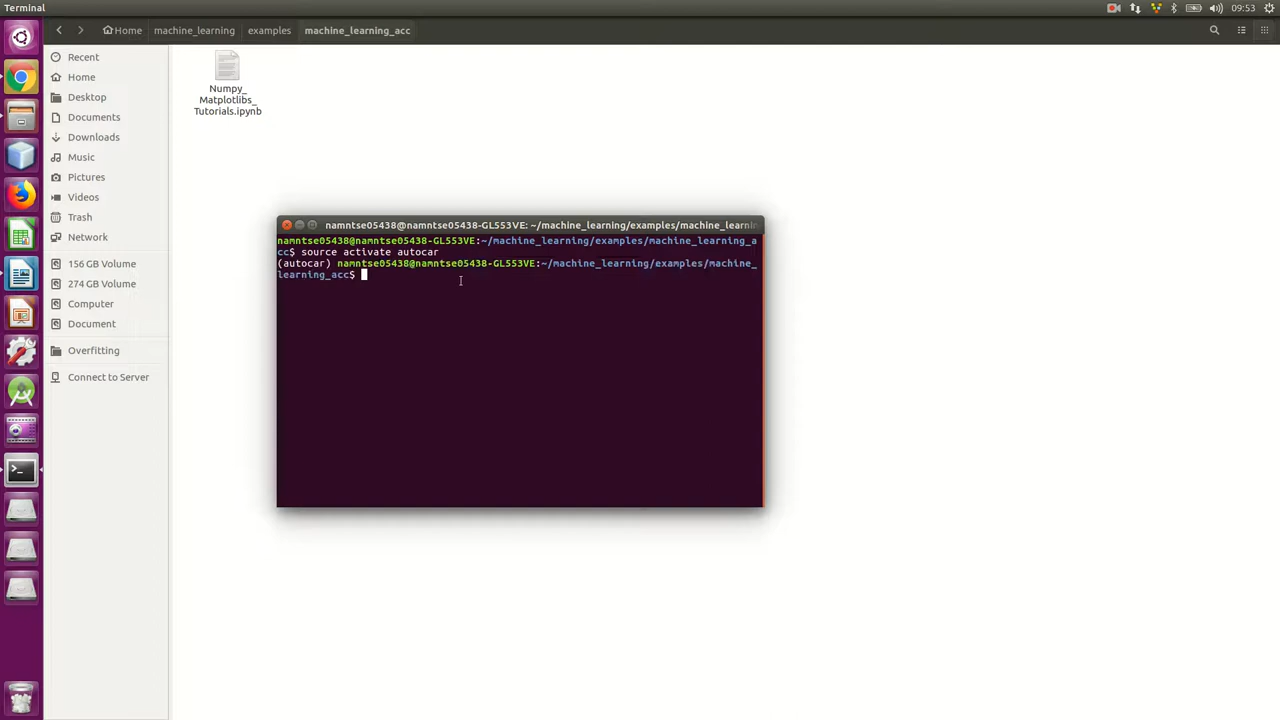 Terminal
09:53
Home machine_learning examples machine_learning_acc
Recent
Home
Desktop
Documents
Downloads
Music
Pictures
Videos
Trash
Network
156 GB Volume
274 GB Volume
Computer
Document
Overfitting
Connect to Server
Numpy_
Matplotlibs_
Tutorials.ipynb
namntse05438@namntse05438-GL553VE: ~/machine_learning/examples/machine_learnin
namntse05438@namntse05438-GL553VE:~/machine_learning/examples/machine_learning_a
cc$ source activate autocar
(autocar) namntse05438@namntse05438-GL553VE:~/machine_learning/examples/machine_
learning_acc$